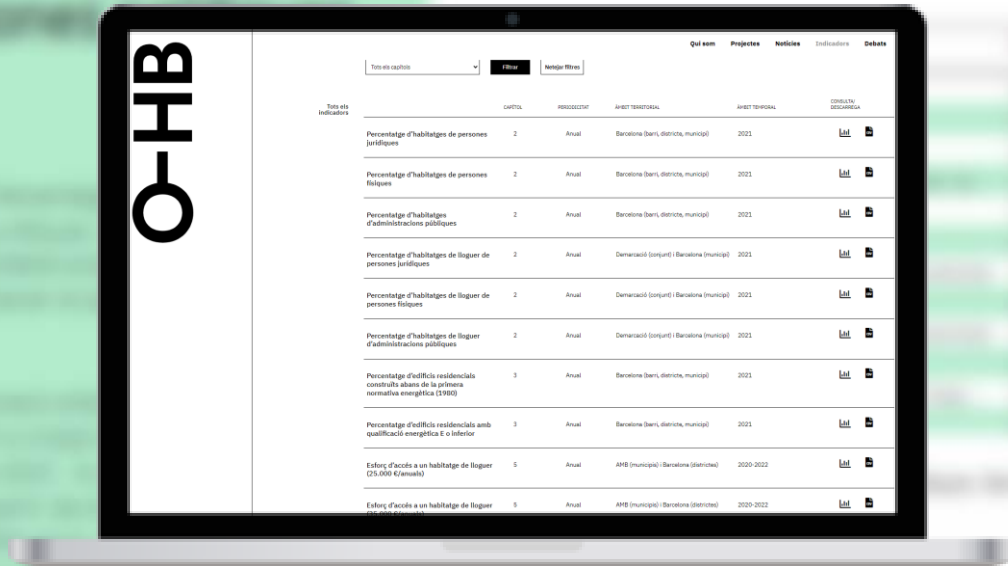 O-HB
Qui som Projectes Notícies Indicadors Debats
Tots els capítols Filtrar Netejar filtres
Tots els
indicadors
CAPÍTOL PERIODICITAT ÀMBIT TERRITORIAL ÀMBIT TEMPORAL CONSULTA/
DESCARREGA
Percentatge d'habitatges de persones
jurídiques
2 Anual Barcelona (barri, districte, municipi) 2021
Percentatge d'habitatges de persones
físiques
2 Anual Barcelona (barri, districte, municipi) 2021
Percentatge d'habitatges
d'administracions públiques
2 Anual Barcelona (barri, districte, municipi) 2021
Percentatge d'habitatges de lloguer de
persones jurídiques
2 Anual Demarcació (conjunt) i Barcelona (municipi) 2021
Percentatge d'habitatges de lloguer de
persones físiques
2 Anual Demarcació (conjunt) i Barcelona (municipi) 2021
Percentatge d'habitatges de lloguer
d'administracions públiques
2 Anual Demarcació (conjunt) i Barcelona (municipi) 2021
Percentatge d'edificis residencials
construïts abans de la primera
normativa energètica (1980)
3 Anual Barcelona (barri, districte, municipi) 2021
Percentatge d'edificis residencials amb
qualificació energètica E o inferior
3 Anual Barcelona (barri, districte, municipi) 2021
Esforç d'accés a un habitatge de lloguer
(25.000 €/anuals)
5 Anual AMB (municipis) i Barcelona (districtes) 2020-2022
Esforç d'accés a un habitatge de lloguer
5 Anual AMB (municipis) i Barcelona (districtes) 2020-2022